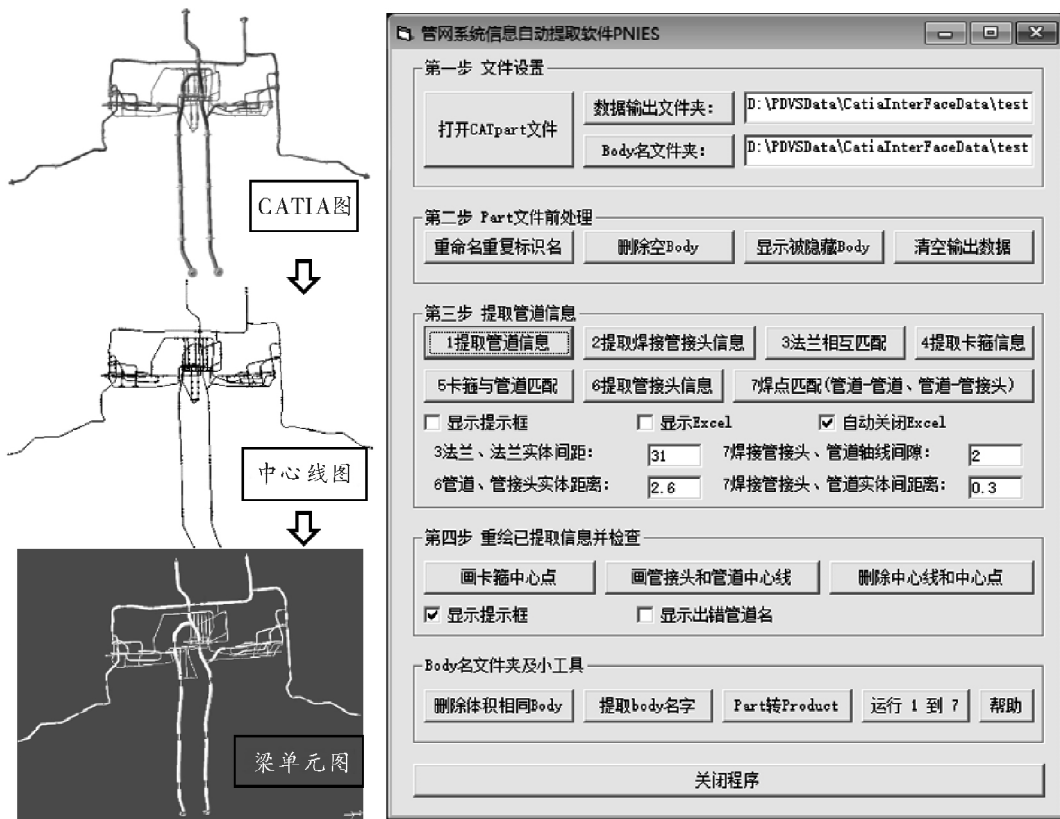 CATIA图
中心线图
梁单元图
管网系统信息自动提取软件PNIES
第一步 文件设置
打开CATpart文件
数据输出文件夹：
D:\PDVSData\CatiaInterFaceData\test
Body名文件夹：
D:\PDVSData\CatiaInterFaceData\test
第二步 Part文件前处理
重命名重复标识名
删除空Body
显示被隐藏Body
清空输出数据
第三步 提取管道信息
1提取管道信息
2提取焊接管接头信息
3法兰相互匹配
4提取卡箍信息
5卡箍与管道匹配
6提取管接头信息
7焊点匹配(管道-管道、管道-管接头)
显示提示框
显示Excel
自动关闭Excel
3法兰、法兰实体间距：
31
7焊接管接头、管道轴线间隙：
2
6管道、管接头实体距离：
2.6
7焊接管接头、管道实体间距离：
0.3
第四步 重绘已提取信息并检查
画卡箍中心点
画管接头和管道中心线
删除中心线和中心点
显示提示框
显示出错管道名
Body名文件夹及小工具
删除体积相同Body
提取body名字
Part转Product
运行 1 到 7
帮助
关闭程序